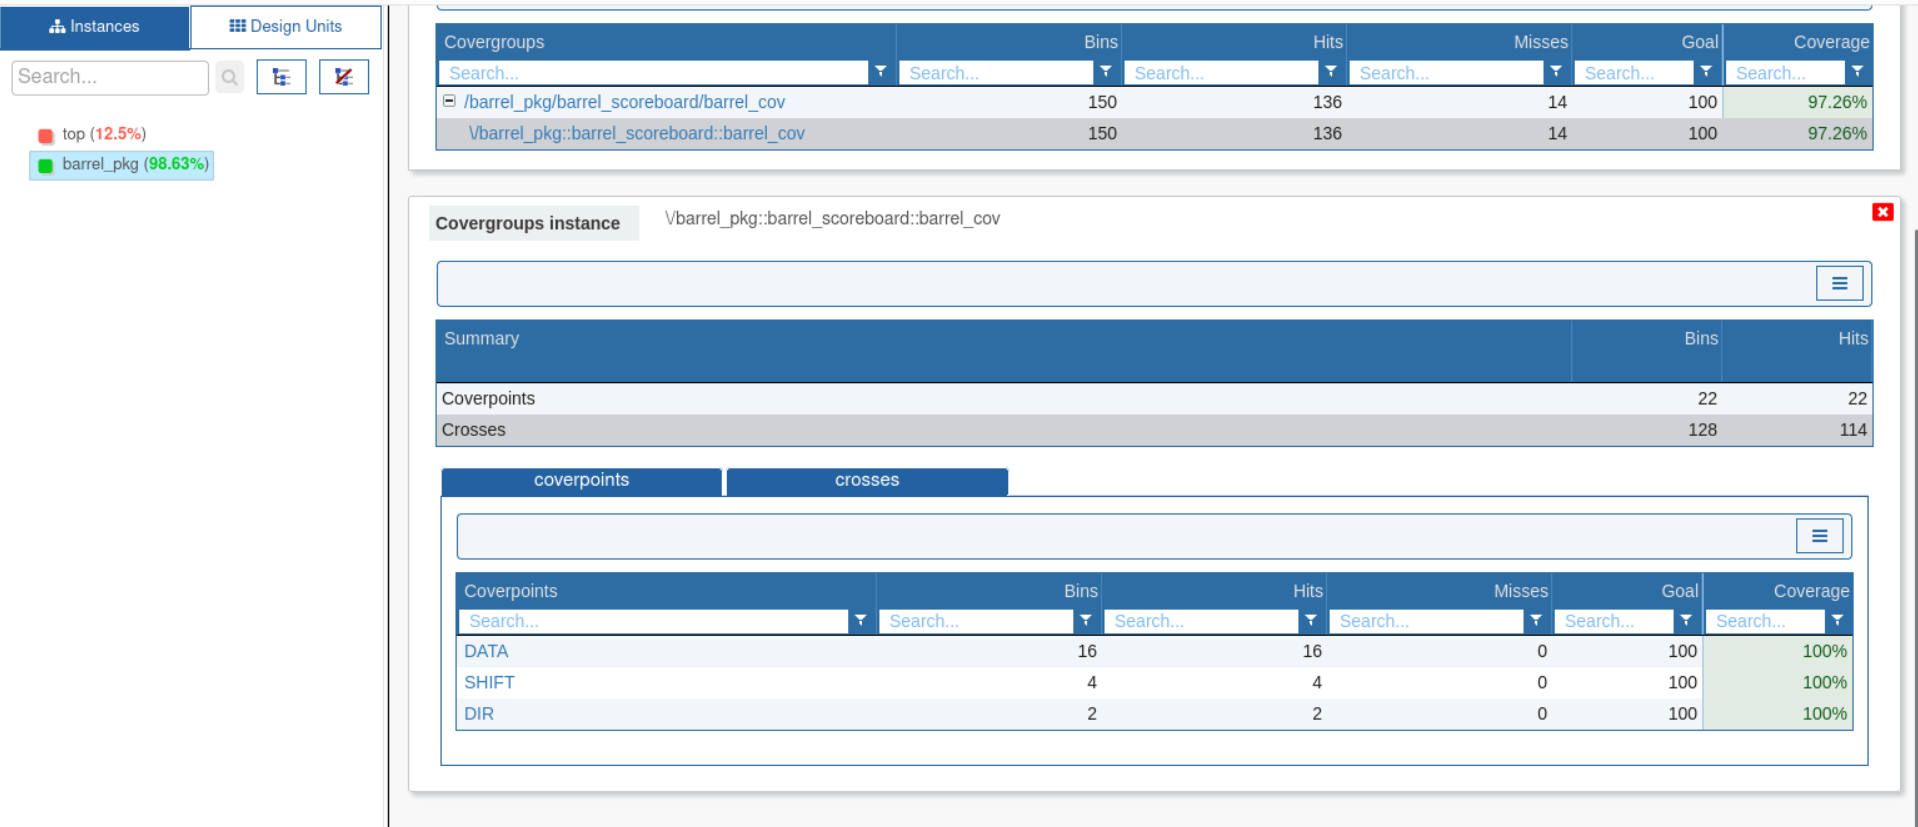 Instances
Design Units
Search...
top (12.5%)
barrel_pkg (98.63%)
Covergroups Bins Hits Misses Goal Coverage
Search... Search... Search... Search... Search... Search...
/barrel_pkg/barrel_scoreboard/barrel_cov 150 136 14 100 97.26%
\/barrel_pkg::barrel_scoreboard::barrel_cov 150 136 14 100 97.26%
Covergroups instance \/barrel_pkg::barrel_scoreboard::barrel_cov
Summary Bins Hits
Coverpoints 22 22
Crosses 128 114
coverpoints crosses
Coverpoints Bins Hits Misses Goal Coverage
Search... Search... Search... Search... Search... Search...
DATA 16 16 0 100 100%
SHIFT 4 4 0 100 100%
DIR 2 2 0 100 100%